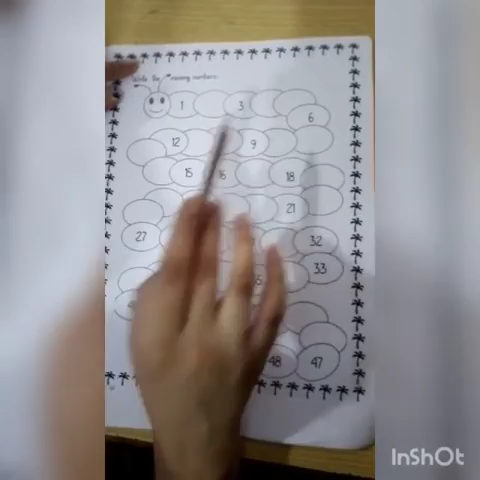 Write the missing numbers.
1 3
6
12 9
15 16 18
21
27 32
33
48 47
InShOt